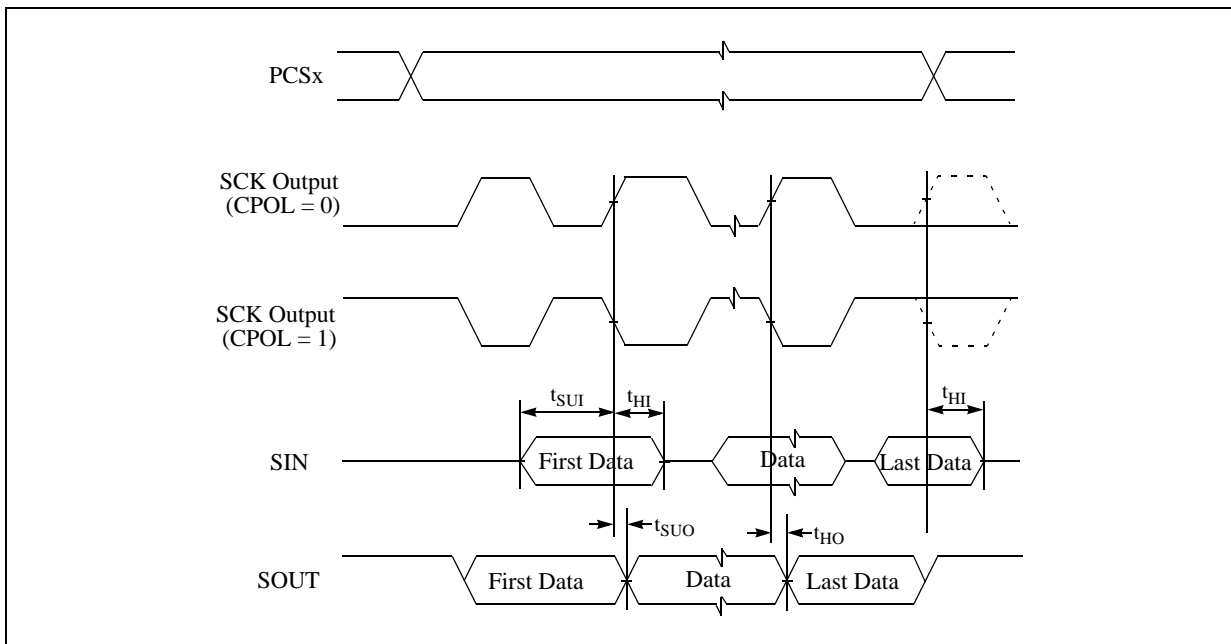 PCSx
SCK Output
(CPOL = 0)
SCK Output
(CPOL = 1)
tSUI
tHI
tHI
SIN
First Data
Data
Last Data
tSUO
tHO
SOUT
First Data
Data
Last Data